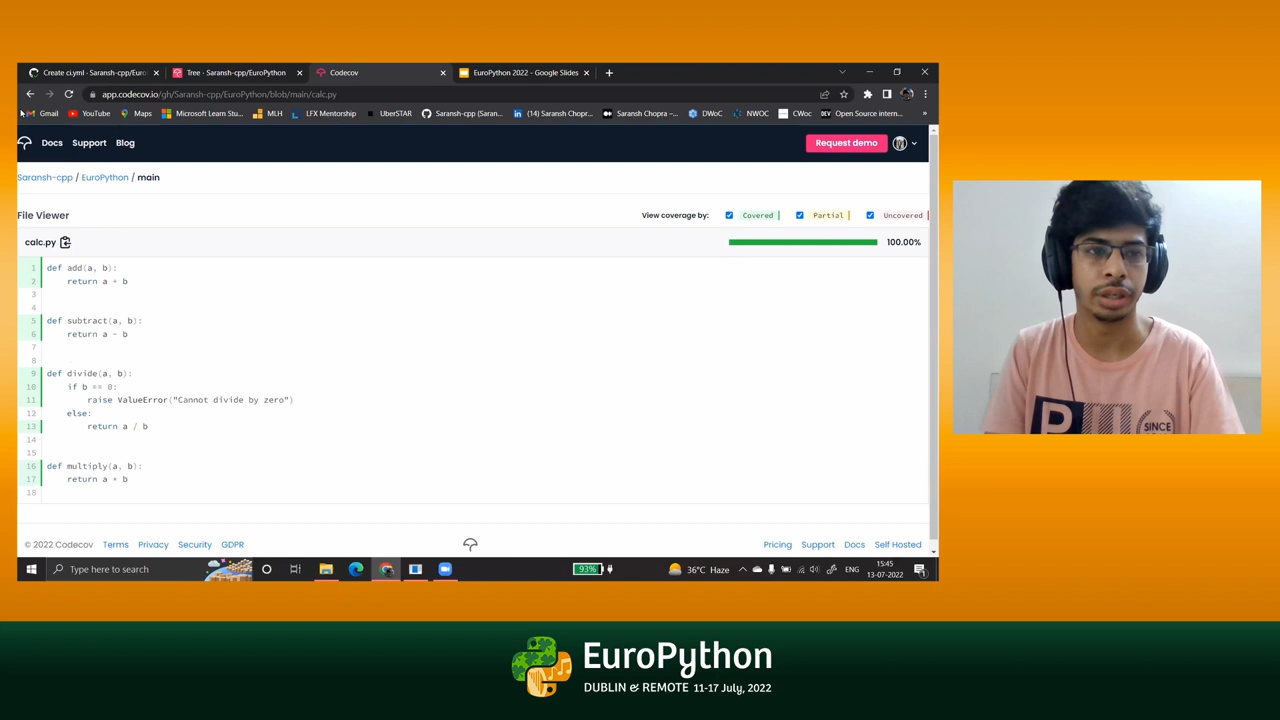 Create ci.yml · Saransh-cpp/Euro
Tree · Saransh-cpp/EuroPython
Codecov
EuroPython 2022 - Google Slides
app.codecov.io/gh/Saransh-cpp/EuroPython/blob/main/calc.py
Gmail YouTube Maps Microsoft Learn Stu... MLH LFX Mentorship UberSTAR Saransh-cpp (Saran... (14) Saransh Chopr... Saransh Chopra –... DWoC NWOC CWoc DEV Open Source intern... »
Docs Support Blog Request demo
Saransh-cpp / EuroPython / main
File Viewer View coverage by: Covered Partial Uncovered
calc.py 100.00%
1 def add(a, b):
2 return a + b
3
4
5 def subtract(a, b):
6 return a - b
7
8
9 def divide(a, b):
10 if b == 0:
11 raise ValueError("Cannot divide by zero")
12 else:
13 return a / b
14
15
16 def multiply(a, b):
17 return a * b
18
© 2022 Codecov Terms Privacy Security GDPR Pricing Support Docs Self Hosted
Type here to search 93% 36°C Haze ENG 15:45
13-07-2022 1
P
SINCE
EuroPython
DUBLIN & REMOTE 11-17 July, 2022